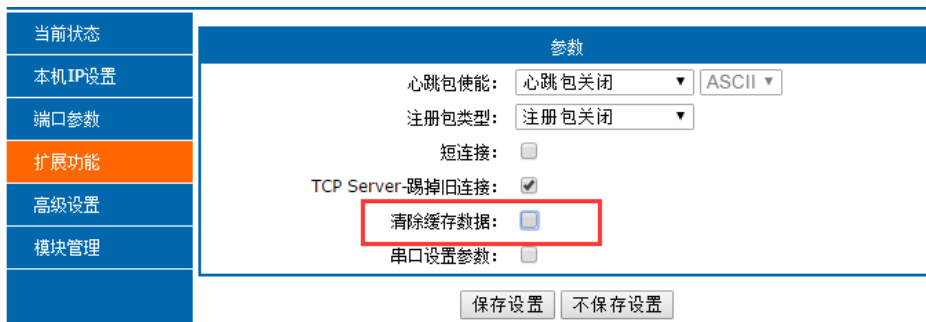 当前状态
本机IP设置
端口参数
扩展功能
高级设置
模块管理
参数
心跳包使能： 心跳包关闭 ASCII
注册包类型： 注册包关闭
短连接：
TCP Server-踢掉旧连接：
清除缓存数据：
串口设置参数：
保存设置 不保存设置